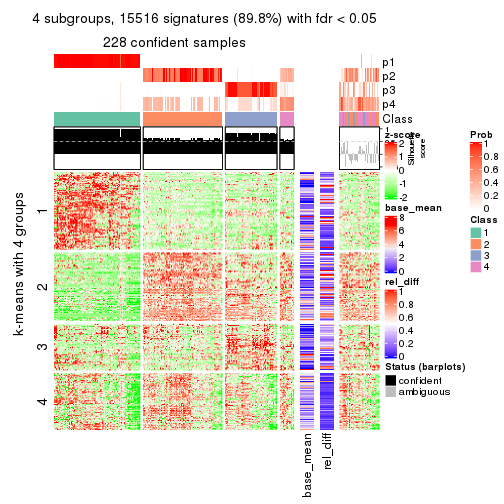 4 subgroups, 15516 signatures (89.8%) with fdr < 0.05
228 confident samples
p1
p2
p3
p4
Class
1
Silhouette
score
z-score
2
1
0
-1
-2
base_mean
8
6
4
2
0
rel_diff
1
0.8
0.6
0.4
0.2
0
Status (barplots)
confident
ambiguous
Prob
1
0.8
0.6
0.4
0.2
0
Class
1
2
3
4
k-means with 4 groups
1
2
3
4
base_mean
rel_diff